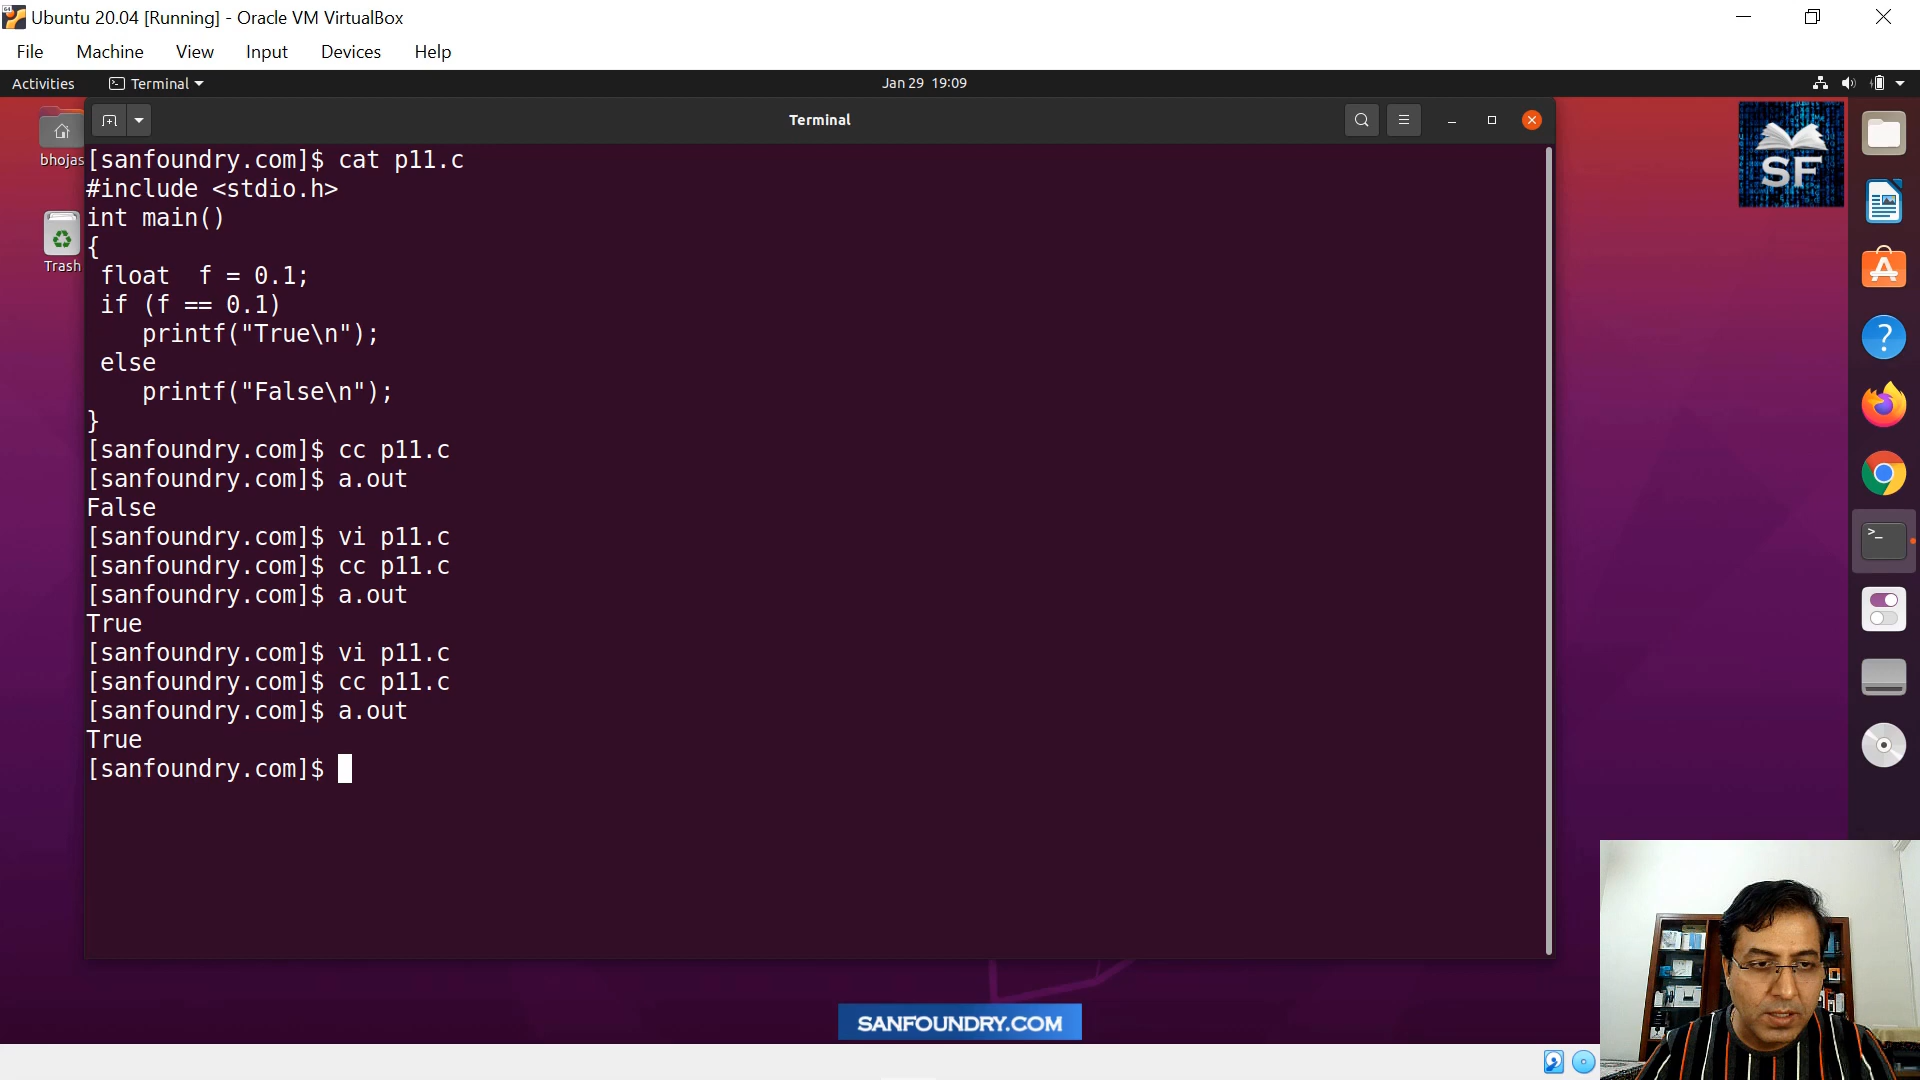 Ubuntu 20.04 [Running] - Oracle VM VirtualBox
File Machine View Input Devices Help
Activities Terminal Jan 29 19:09
Terminal
bhojas
Trash
SF
[sanfoundry.com]$ cat p11.c
#include <stdio.h>
int main()
{
 float  f = 0.1;
 if (f == 0.1)
    printf("True\n");
 else
    printf("False\n");
}
[sanfoundry.com]$ cc p11.c
[sanfoundry.com]$ a.out
False
[sanfoundry.com]$ vi p11.c
[sanfoundry.com]$ cc p11.c
[sanfoundry.com]$ a.out
True
[sanfoundry.com]$ vi p11.c
[sanfoundry.com]$ cc p11.c
[sanfoundry.com]$ a.out
True
[sanfoundry.com]$
SANFOUNDRY.COM